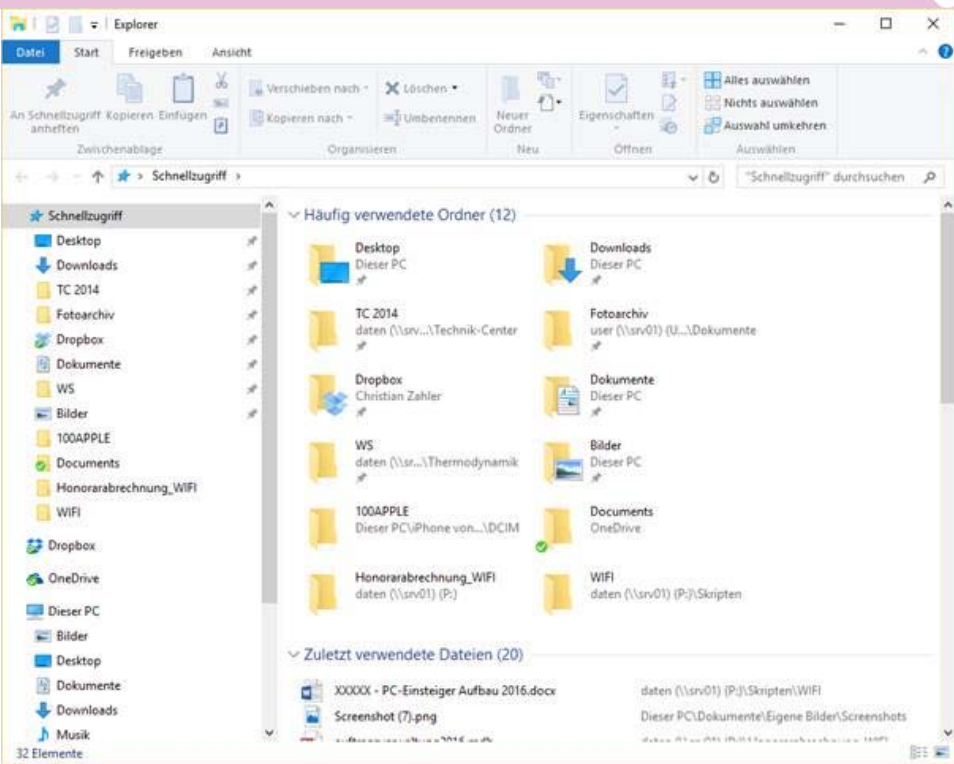 Explorer
Datei Start Freigeben Ansicht
An Schnellzugriff anheften
Kopieren
Einfügen
Zwischenablage
Verschieben nach
Kopieren nach
Löschen
Umbenennen
Organisieren
Neuer Ordner
Neu
Eigenschaften
Öffnen
Alles auswählen
Nichts auswählen
Auswahl umkehren
Auswählen
Schnellzugriff
"Schnellzugriff" durchsuchen
Schnellzugriff
Desktop
Downloads
TC 2014
Fotoarchiv
Dropbox
Dokumente
WS
Bilder
100APPLE
Documents
Honorarabrechnung_WIFI
WIFI
Dropbox
OneDrive
Dieser PC
Bilder
Desktop
Dokumente
Downloads
Musik
Häufig verwendete Ordner (12)
Desktop
Dieser PC
Downloads
Dieser PC
TC 2014
daten (\\srv...\Technik-Center
Fotoarchiv
user (\\srv01) (U...\Dokumente
Dropbox
Christian Zahler
Dokumente
Dieser PC
WS
daten (\\sr...\Thermodynamik
Bilder
Dieser PC
100APPLE
Dieser PC\iPhone von...\DCIM
Documents
OneDrive
Honorarabrechnung_WIFI
daten (\\srv01) (P:)
WIFI
daten (\\srv01) (P:)\Skripten
Zuletzt verwendete Dateien (20)
XXXXX - PC-Einsteiger Aufbau 2016.docx daten (\\srv01) (P:)\Skripten\WIFI
Screenshot (7).png Dieser PC\Dokumente\Eigene Bilder\Screenshots
32 Elemente